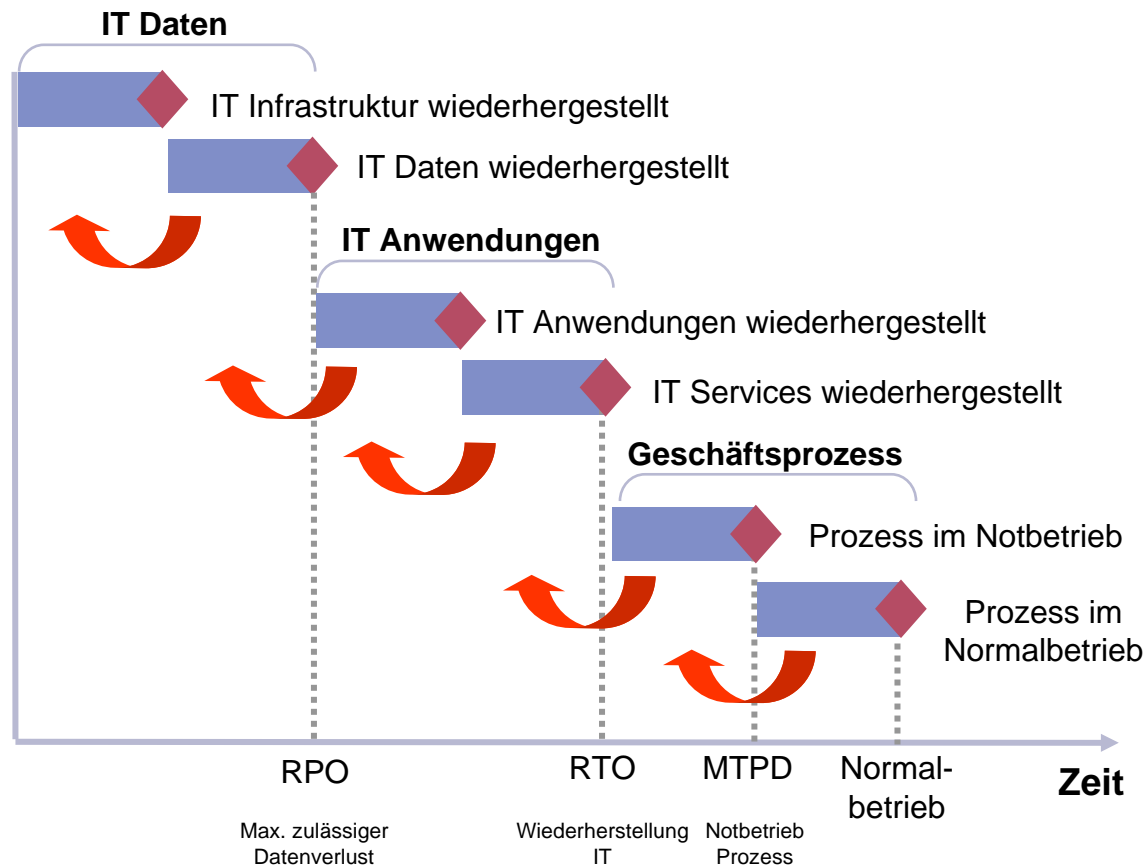 IT Daten
IT Infrastruktur wiederhergestellt
IT Daten wiederhergestellt
IT Anwendungen
IT Anwendungen wiederhergestellt
IT Services wiederhergestellt
Geschäftsprozess
Prozess im Notbetrieb
Prozess im
Normalbetrieb
RPO
RTO
MTPD
Normal-
betrieb
Zeit
Max. zulässiger
Datenverlust
Wiederherstellung
IT
Notbetrieb
Prozess